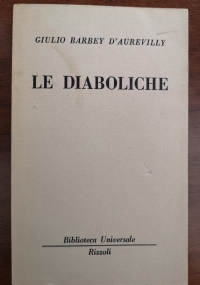 GIULIO BARBEY D'AUREVILLY
LE DIABOLICHE
Biblioteca Universale
Rizzoli